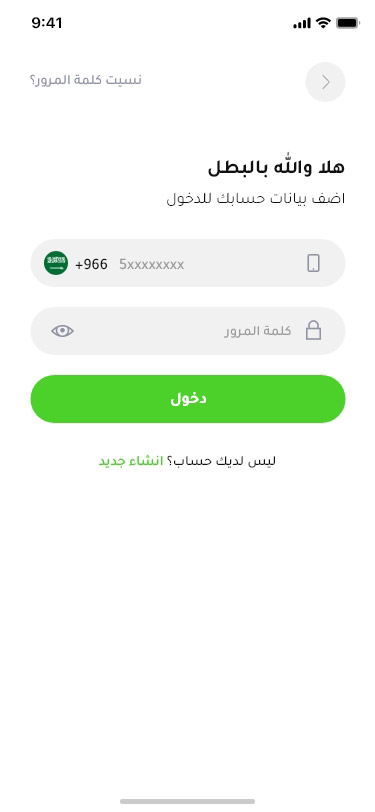 9:41
نسيت كلمة المرور؟
هلا والله بالبطل
اضف بيانات حسابك للدخول
+966 5xxxxxxxx
كلمة المرور
دخول
ليس لديك حساب؟ انشاء جديد